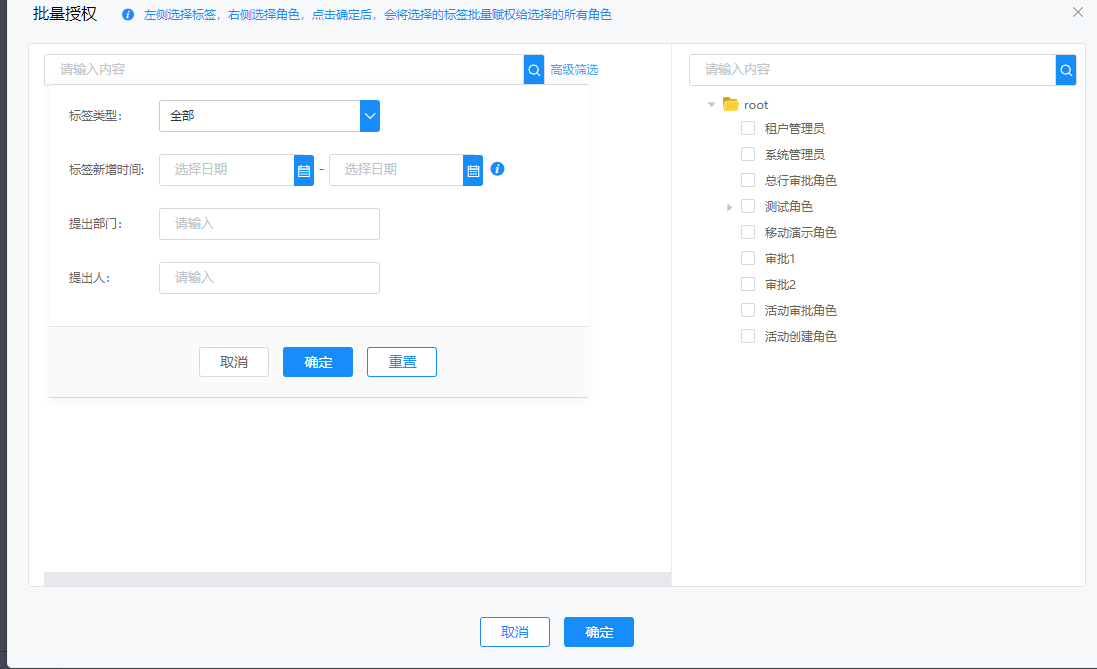 批量授权
左侧选择标签，右侧选择角色，点击确定后，会将选择的标签批量赋权给选择的所有角色
请输入内容
高级筛选
标签类型：
全部
标签新增时间:
选择日期 - 选择日期
提出部门：
请输入
提出人：
请输入
取消 确定 重置
请输入内容
root
租户管理员
系统管理员
总行审批角色
测试角色
移动演示角色
审批1
审批2
活动审批角色
活动创建角色
取消 确定